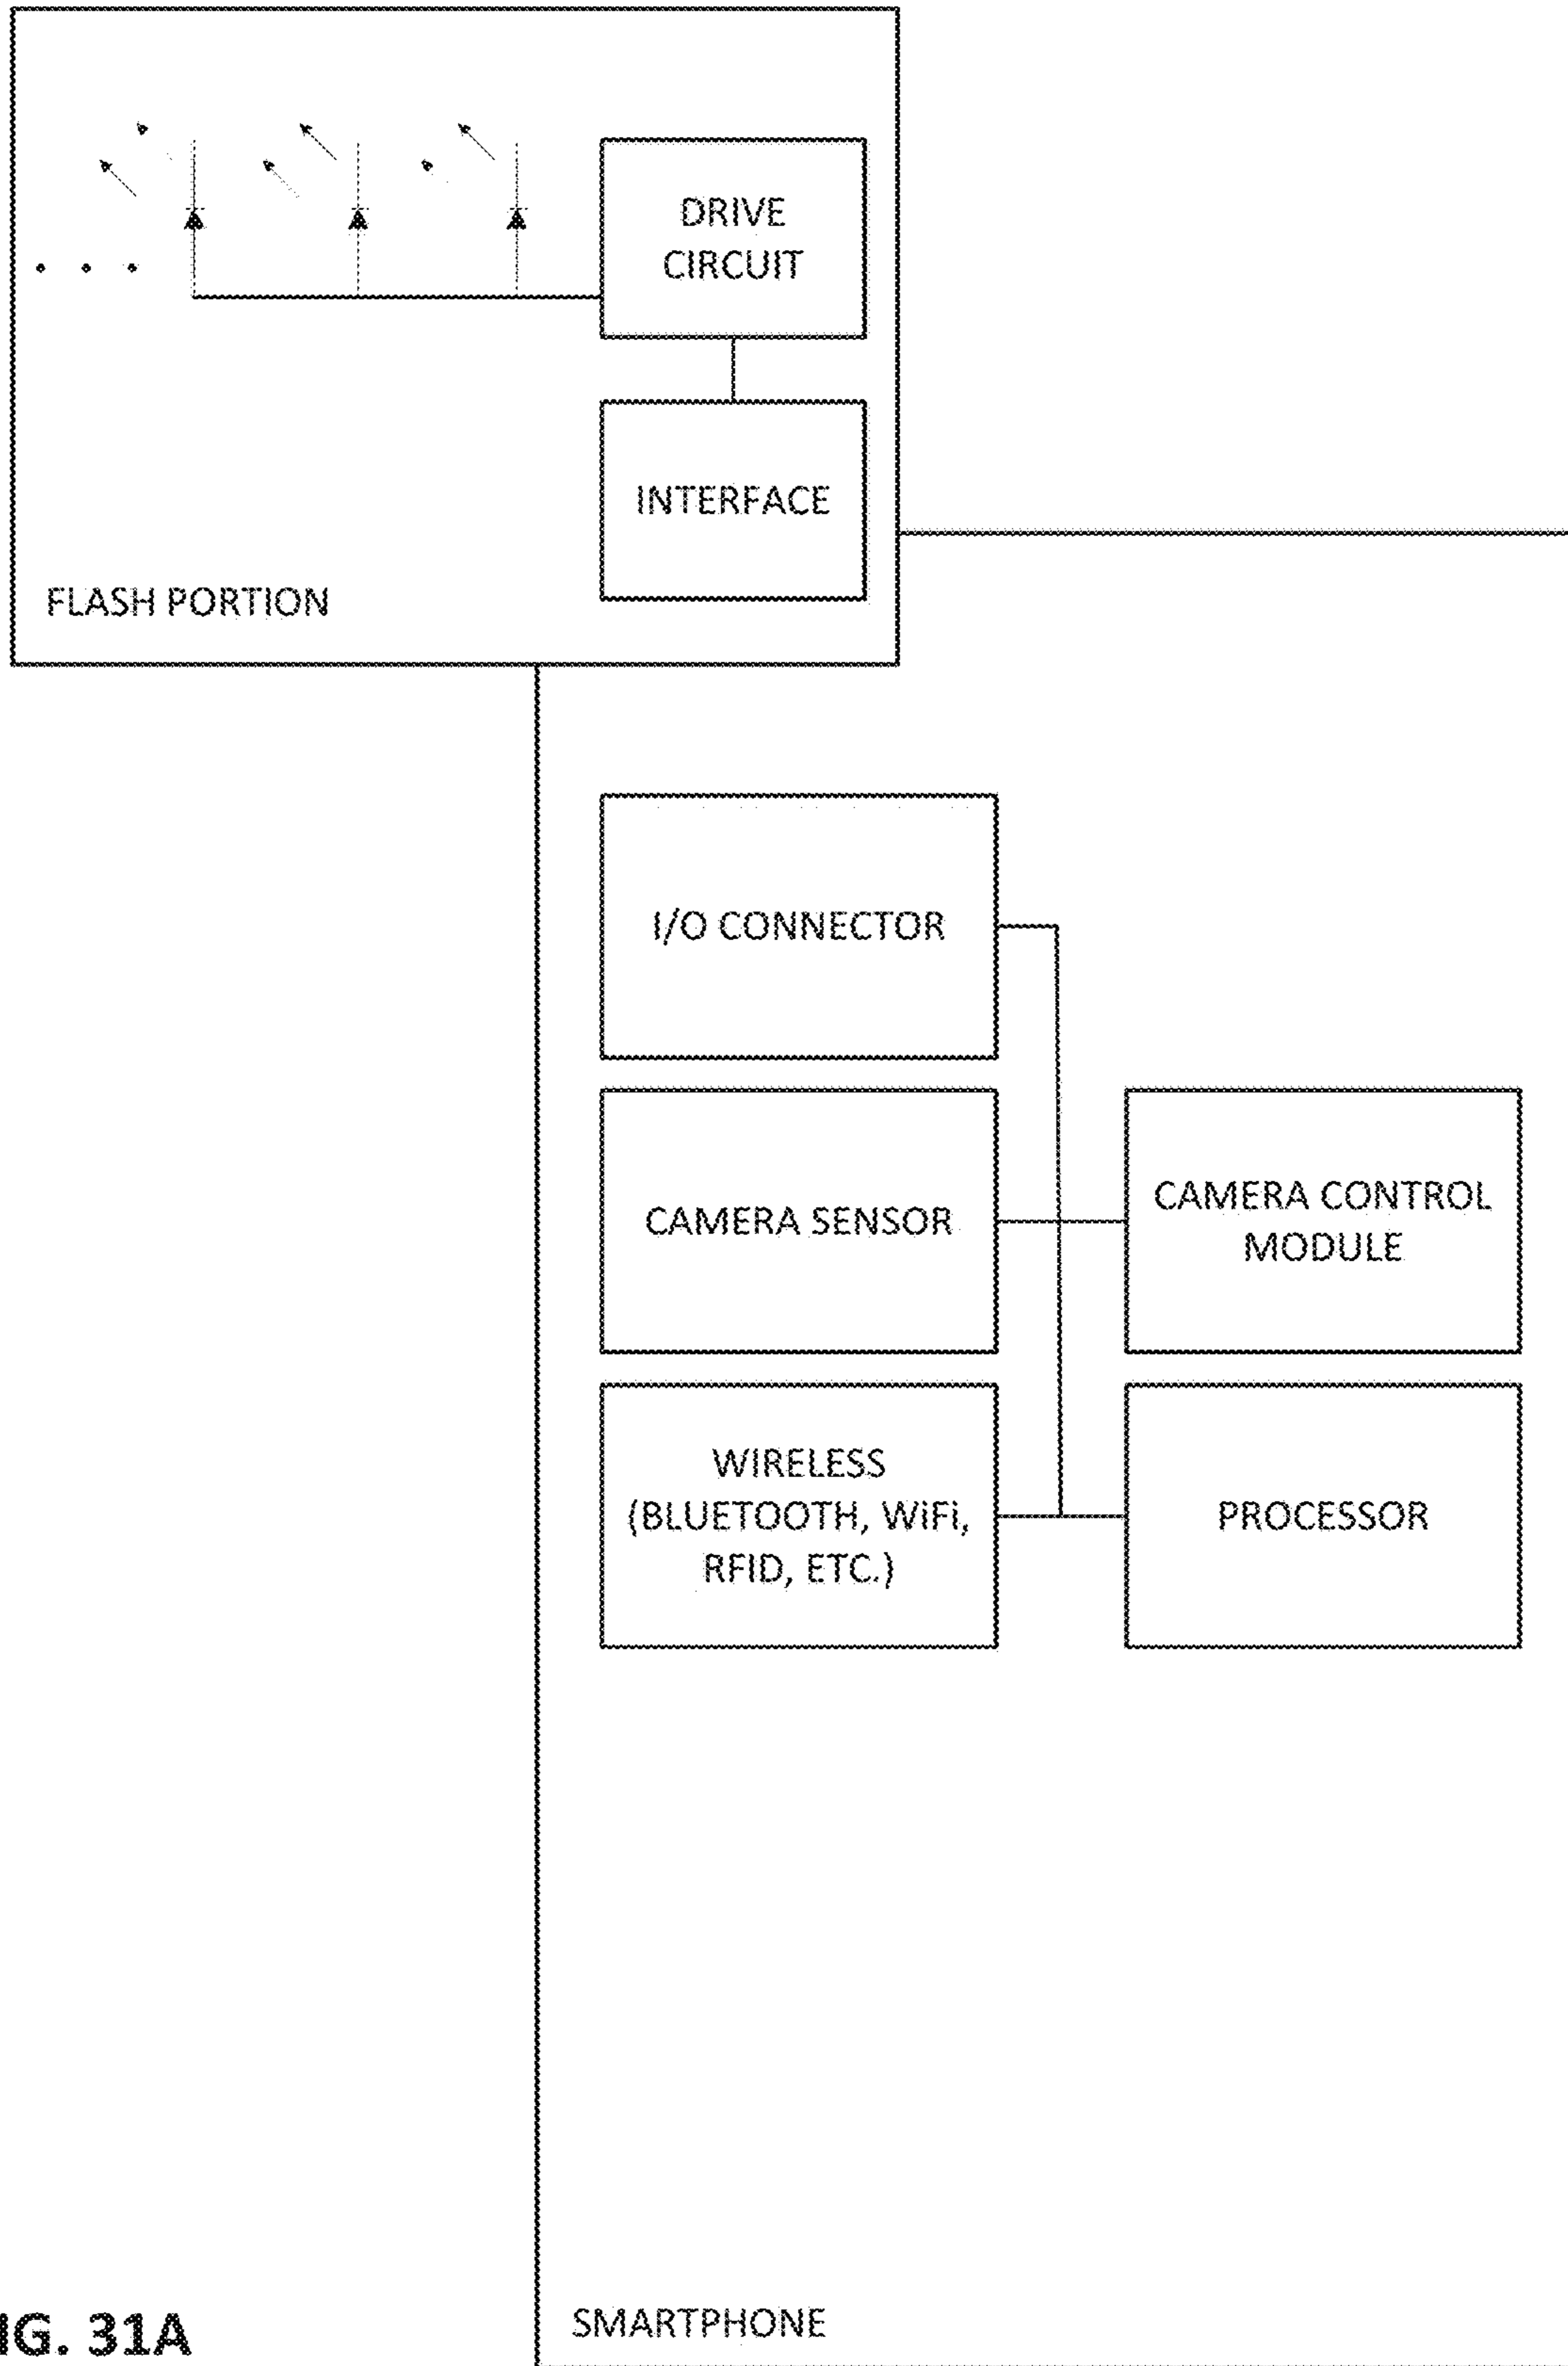 DRIVE
CIRCUIT
INTERFACE
FLASH PORTION
I/O CONNECTOR
CAMERA SENSOR
CAMERA CONTROL
MODULE
WIRELESS
(BLUETOOTH, WiFi,
RFID, ETC.)
PROCESSOR
SMARTPHONE
IG. 31A